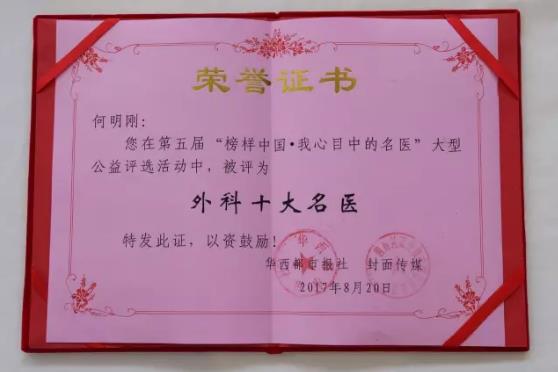 荣誉证书
何明刚:
您在第五届“榜样中国•我心目中的名医”大型
公益评选活动中，被评为
外科十大名医
特发此证，以资鼓励！
华西都市报社 封面传媒
2017年8月20日